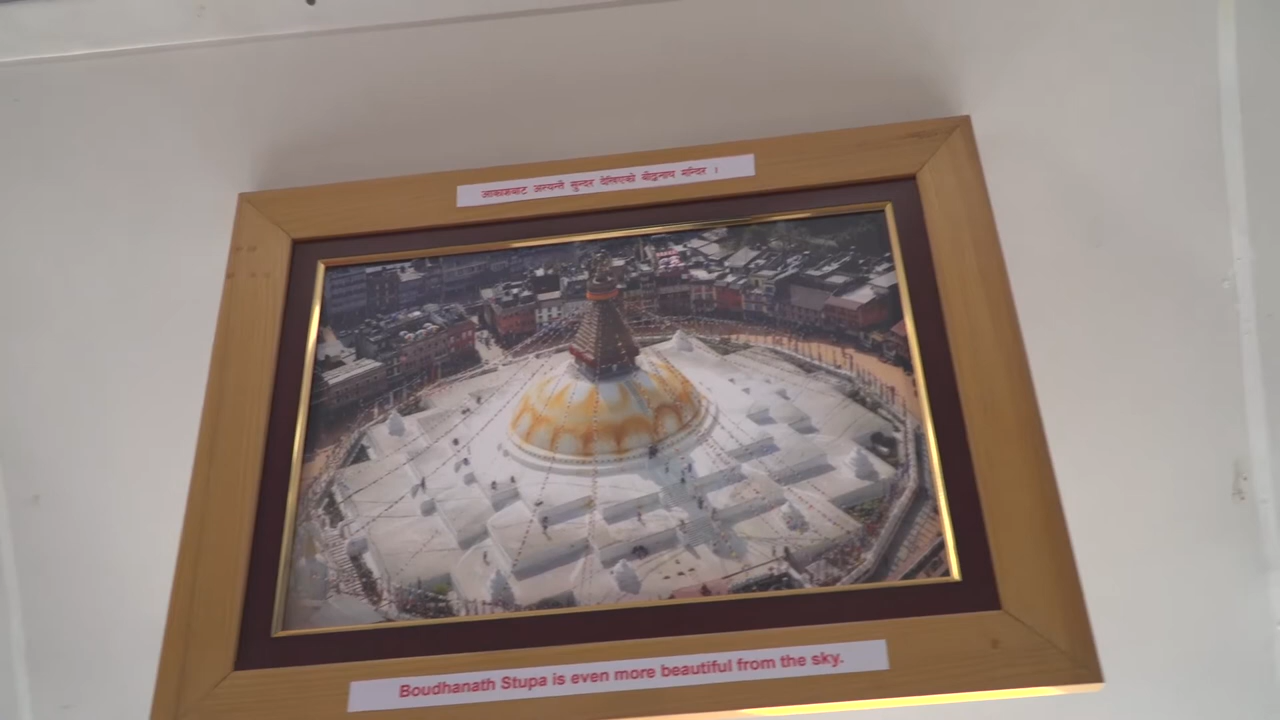 आकाशबाट अत्यन्तै सुन्दर देखिएको बौद्धनाथ मन्दिर ।
Boudhanath Stupa is even more beautiful from the sky.